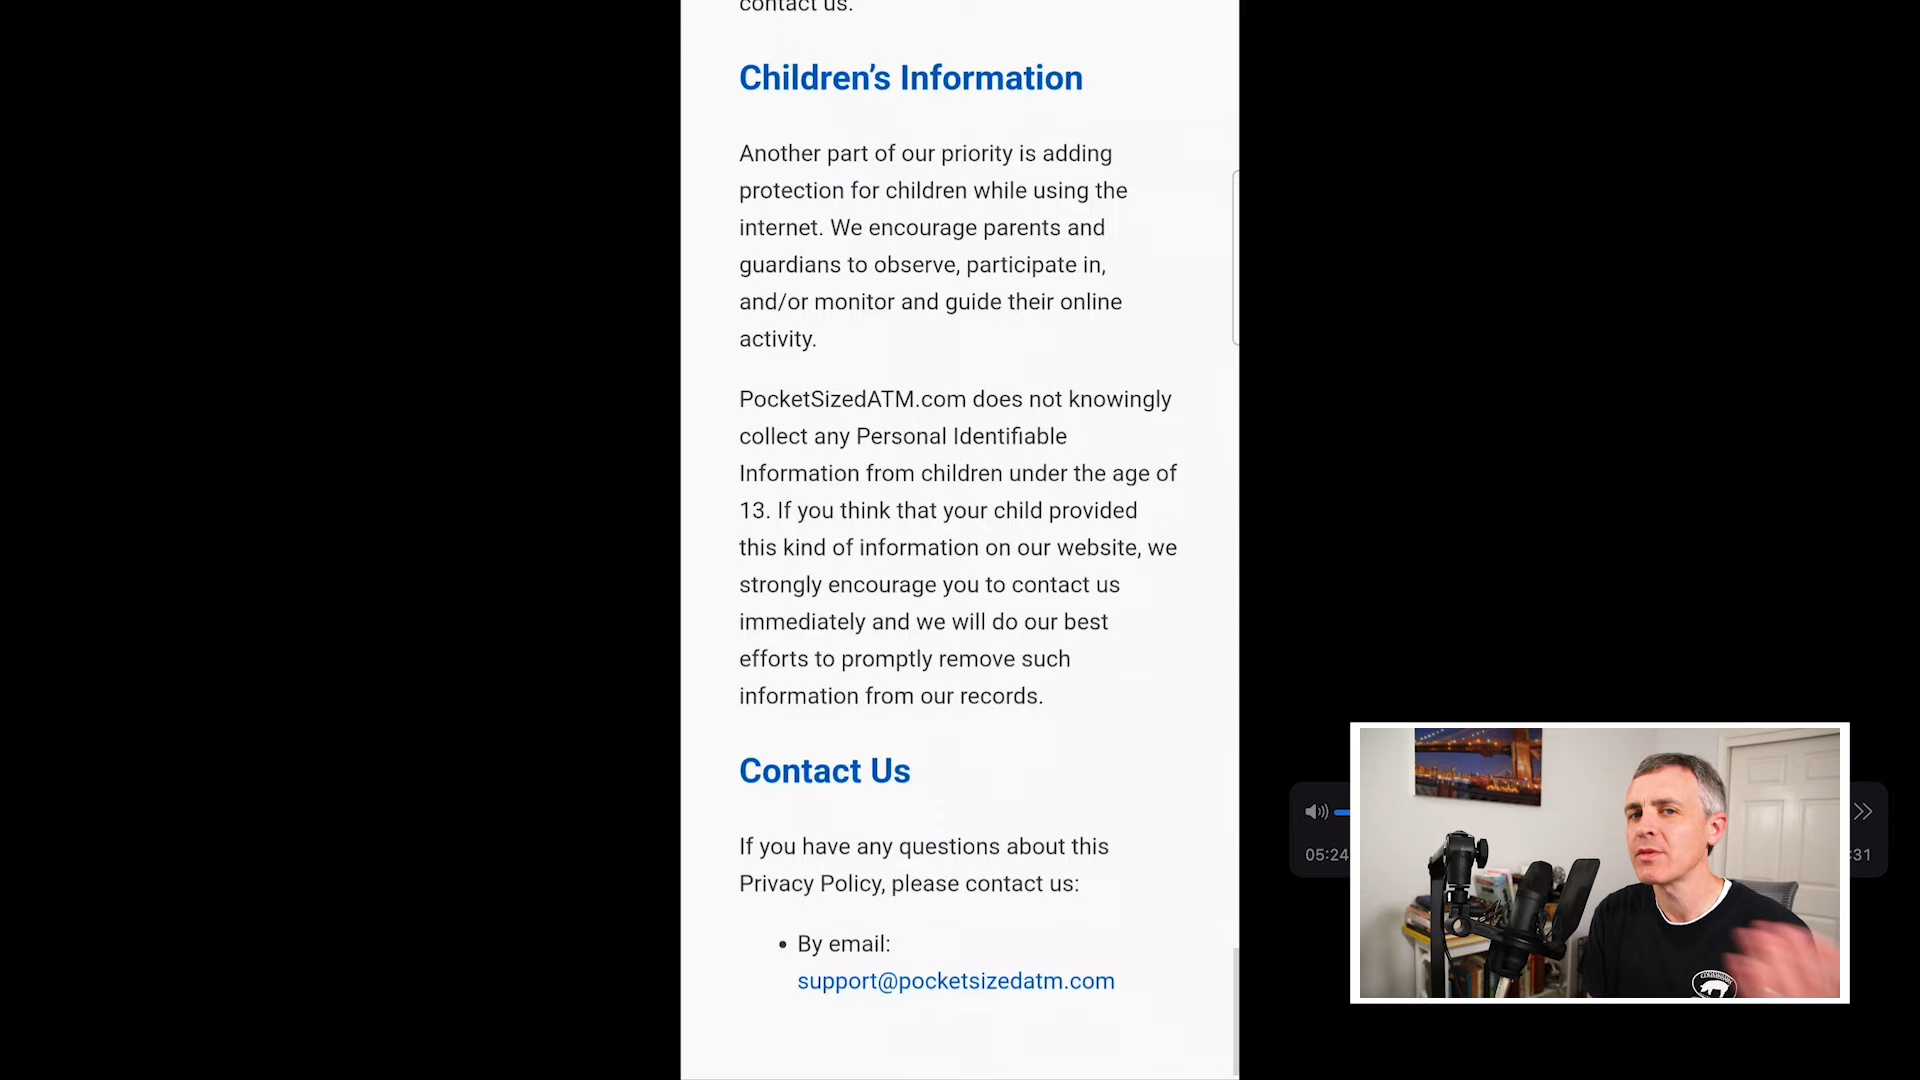 contact us.
Children’s Information
Another part of our priority is adding
protection for children while using the
internet. We encourage parents and
guardians to observe, participate in,
and/or monitor and guide their online
activity.
PocketSizedATM.com does not knowingly
collect any Personal Identifiable
Information from children under the age of
13. If you think that your child provided
this kind of information on our website, we
strongly encourage you to contact us
immediately and we will do our best
efforts to promptly remove such
information from our records.
Contact Us
If you have any questions about this
Privacy Policy, please contact us:
• By email:
support@pocketsizedatm.com
05:24
:31